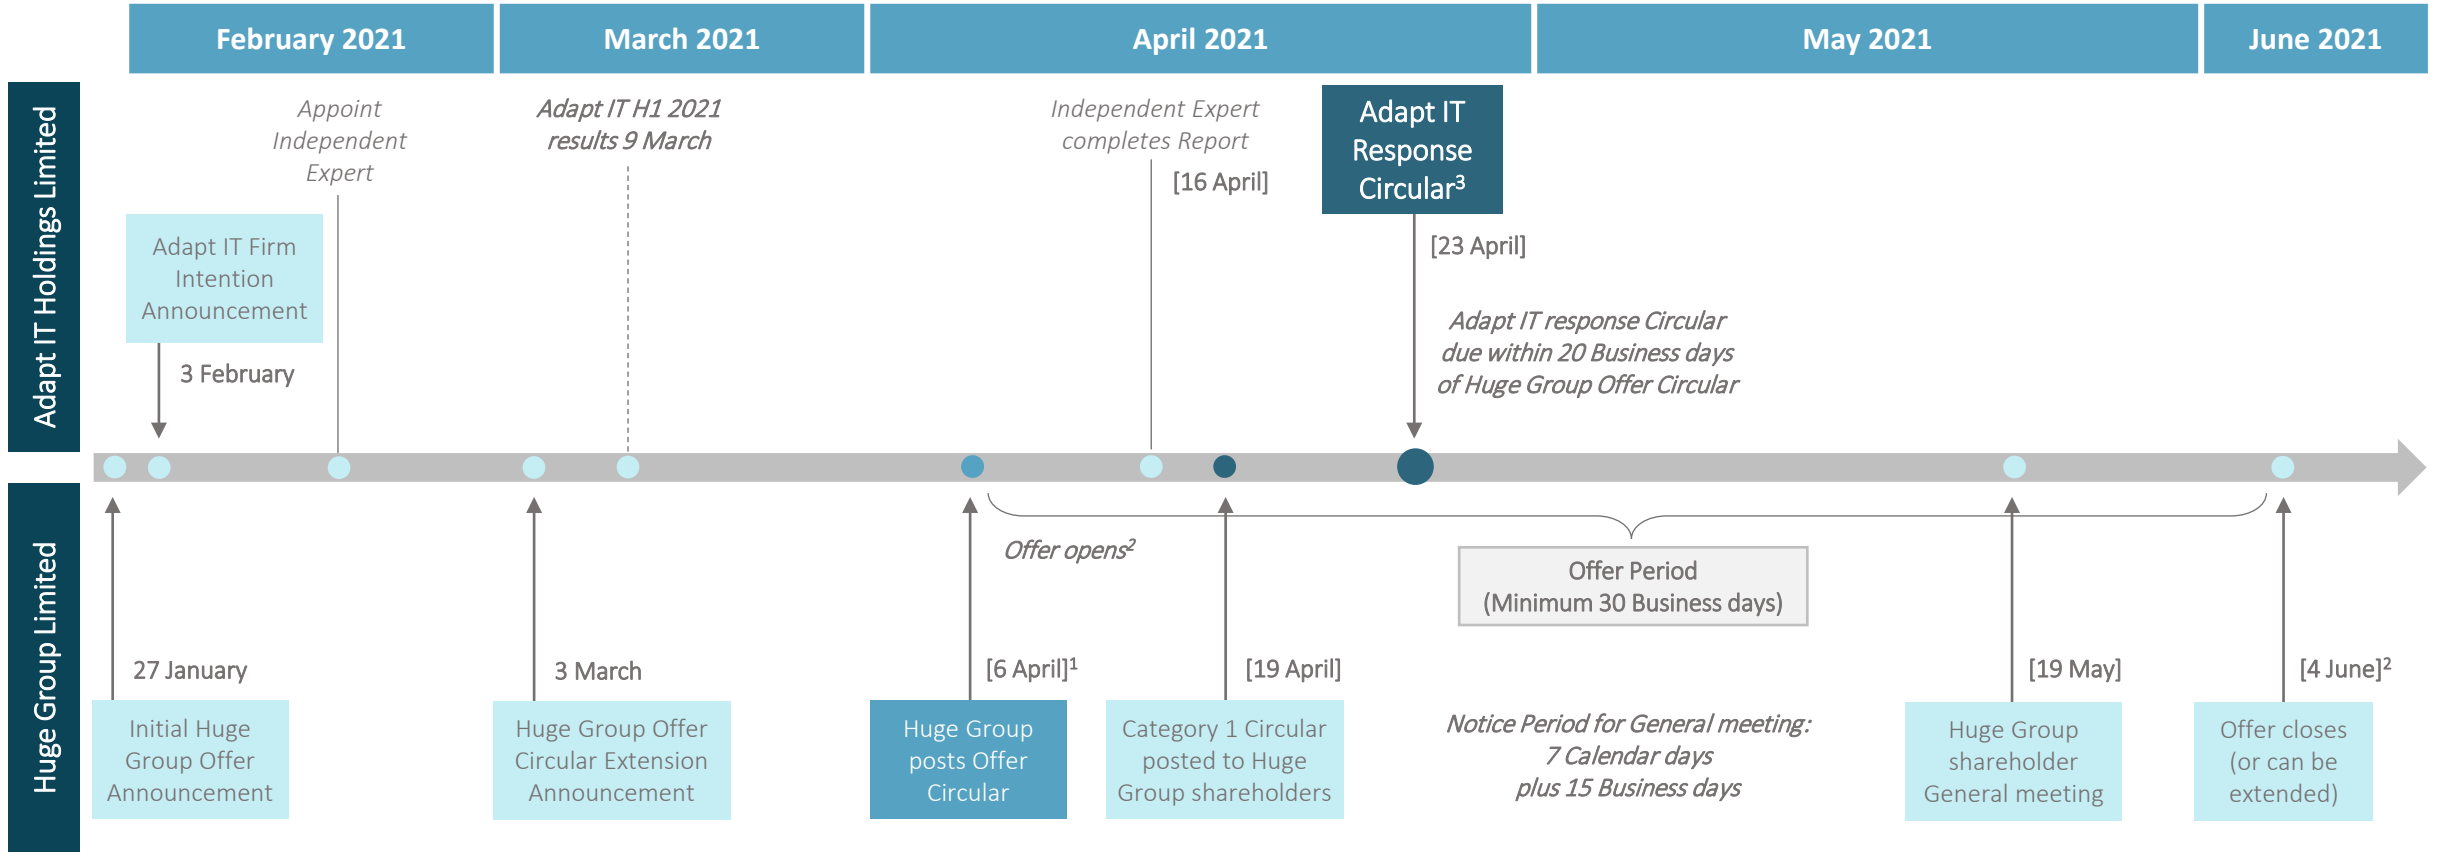 February 2021
March 2021
April 2021
May 2021
June 2021
Adapt IT Holdings Limited
Appoint
Independent
Expert
Adapt IT H1 2021
results 9 March
Independent Expert
completes Report
[16 April]
Adapt IT
Response
Circular³
[23 April]
Adapt IT Firm
Intention
Announcement
3 February
Adapt IT response Circular
due within 20 Business days
of Huge Group Offer Circular
Huge Group Limited
Offer opens²
Offer Period
(Minimum 30 Business days)
27 January
Initial Huge
Group Offer
Announcement
3 March
Huge Group Offer
Circular Extension
Announcement
[6 April]¹
Huge Group
posts Offer
Circular
[19 April]
Category 1 Circular
posted to Huge
Group shareholders
Notice Period for General meeting:
7 Calendar days
plus 15 Business days
[19 May]
Huge Group
shareholder
General meeting
[4 June]²
Offer closes
(or can be
extended)